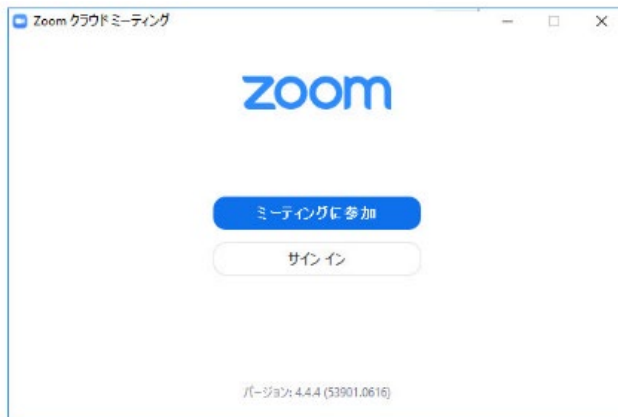 Zoom クラウド ミーティング
zoom
ミーティングに参加
サイン イン
バージョン: 4.4.4 (53901.0616)